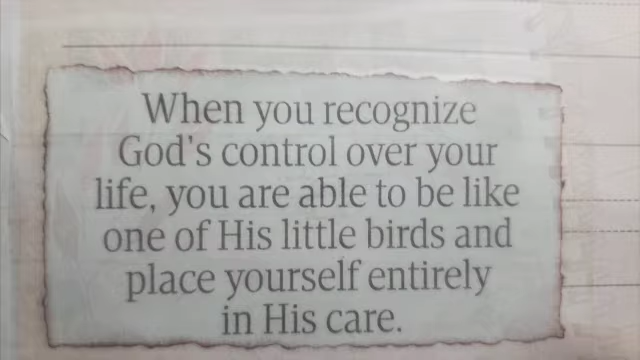 When you recognize
God's control over your
life, you are able to be like
one of His little birds and
place yourself entirely
in His care.